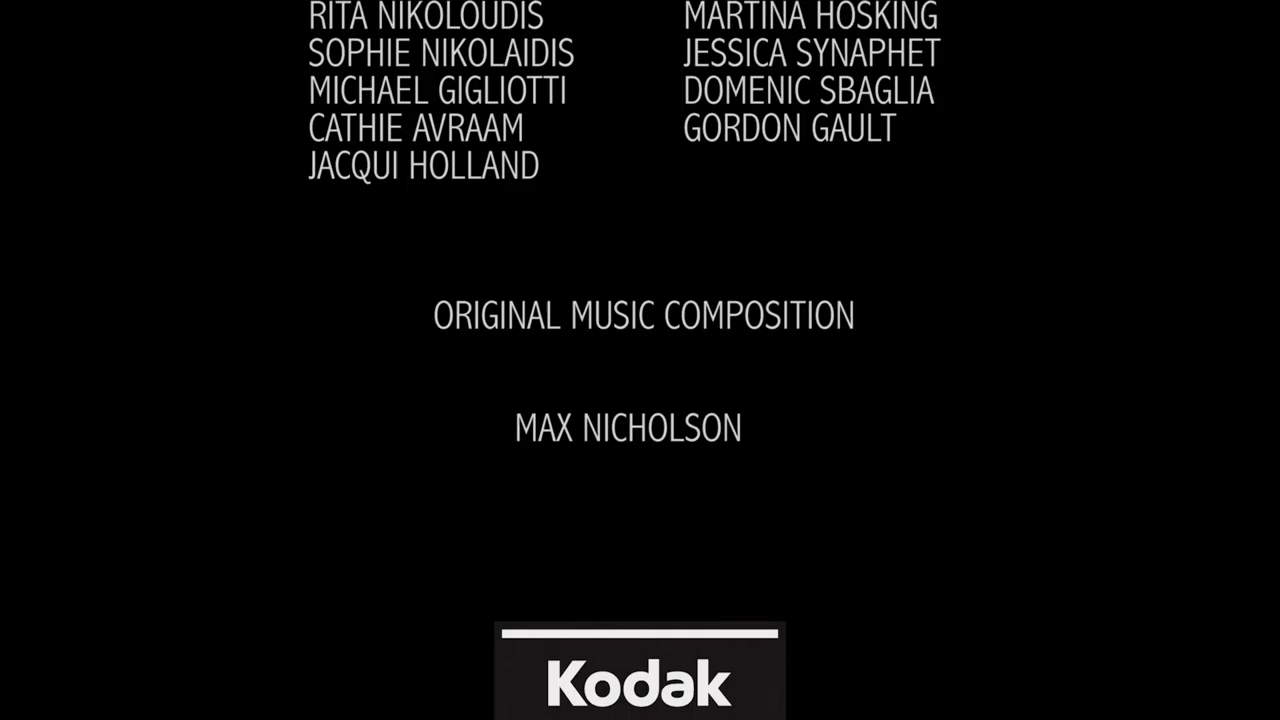 RITA NIKOLOUDIS
SOPHIE NIKOLAIDIS
MICHAEL GIGLIOTTI
CATHIE AVRAAM
JACQUI HOLLAND
MARTINA HOSKING
JESSICA SYNAPHET
DOMENIC SBAGLIA
GORDON GAULT
ORIGINAL MUSIC COMPOSITION
MAX NICHOLSON
Kodak